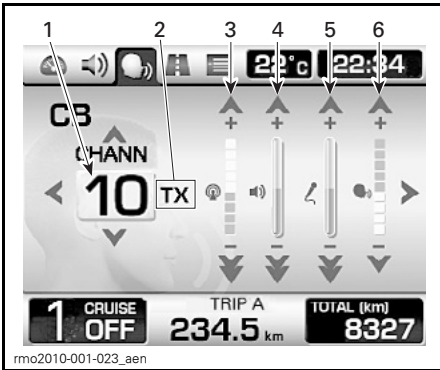 1 2 3 4 5 6
22°c 22:34
CB
CHANN
10 TX
+ + + +
− − − −
1 CRUISE OFF
TRIP A
234.5 km
TOTAL (km)
8327
rmo2010-001-023_aen